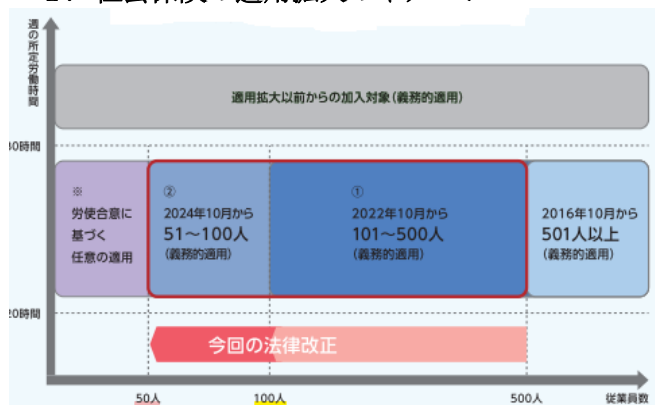 週の所定労働時間
適用拡大以前からの加入対象(義務的適用)
30時間
※
労使合意に
基づく
任意の適用
②
2024年10月から
51～100人
(義務的適用)
①
2022年10月から
101～500人
(義務的適用)
2016年10月から
501人以上
(義務的適用)
20時間
今回の法律改正
50人
100人
500人
従業員数